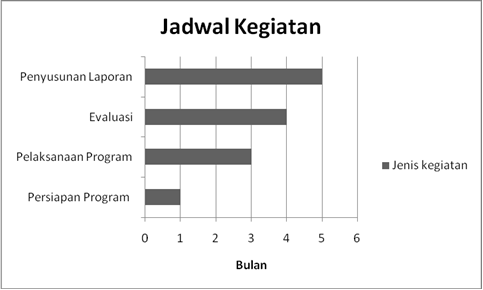 Jadwal Kegiatan
Penyusunan Laporan
Evaluasi
Pelaksanaan Program
Persiapan Program
Jenis kegiatan
0 1 2 3 4 5 6
Bulan